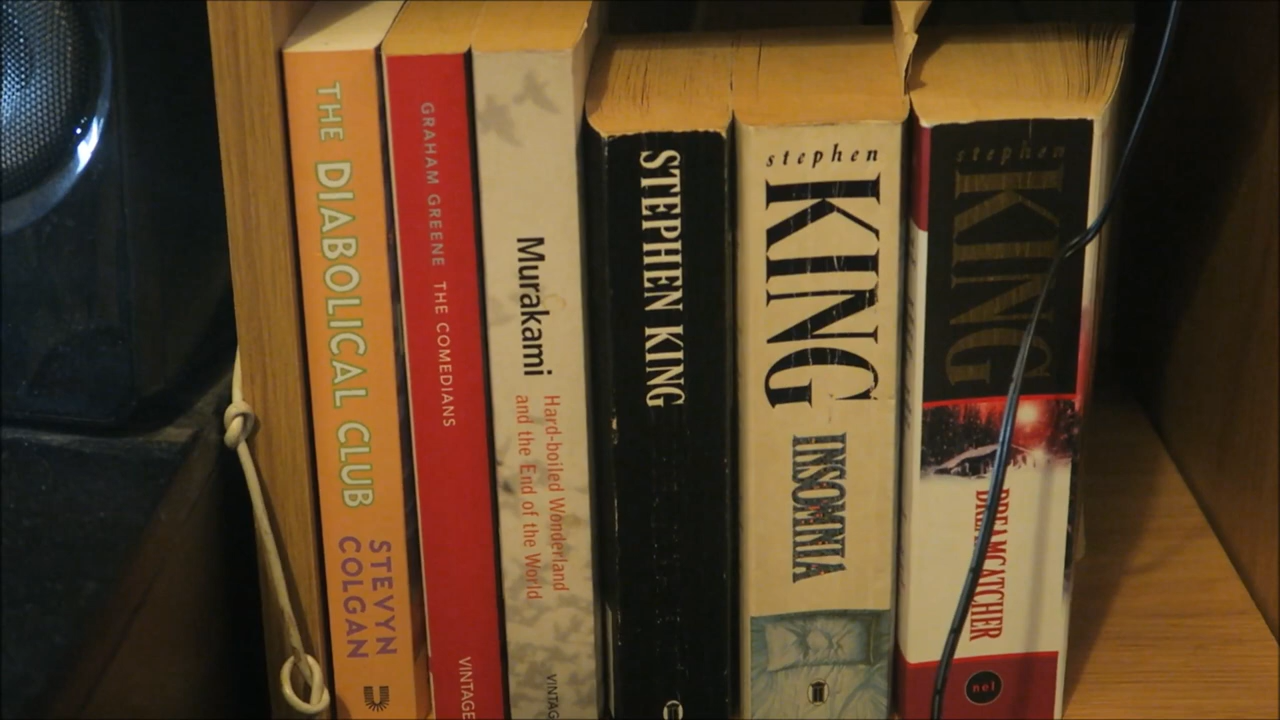 THE DIABOLICAL CLUB
STEVYN
COLGAN
GRAHAM GREENE THE COMEDIANS
VINTAGE
Murakami
Hard-boiled Wonderland
and the End of the World
VINTAG
STEPHEN KING
stephen
KING
INSOMNIA
stephen
KING
DREAMCATCHER
nel